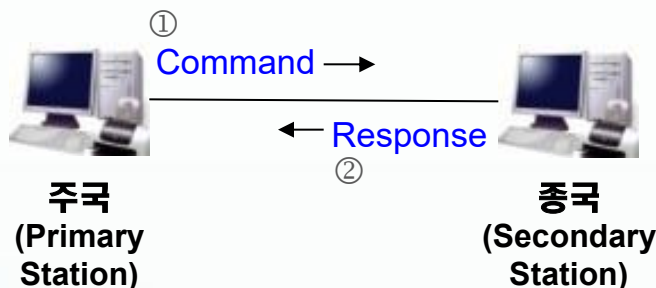 ①
Command →
← Response
②
주국
(Primary
Station)
종국
(Secondary
Station)